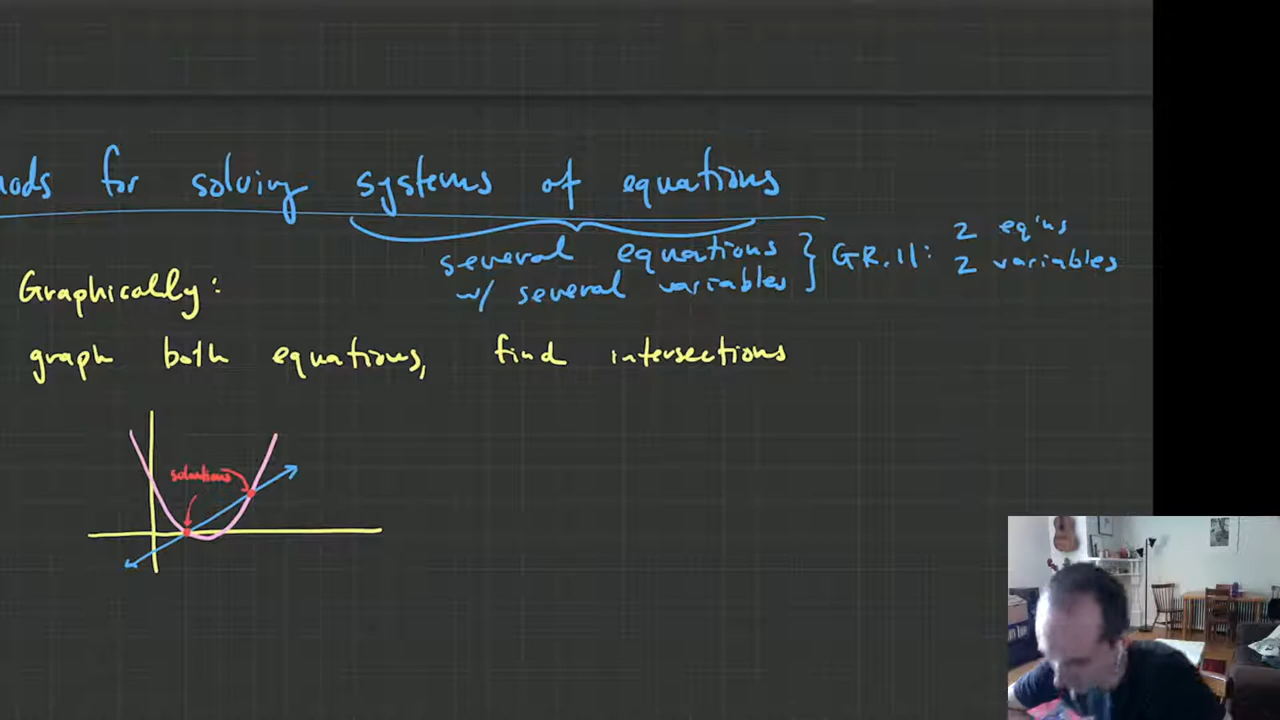 for solving systems of equations
several equations
w/ several variables
GR.11: 2 eq'ns
2 variables
Graphically:
graph both equations, find intersections
solutions